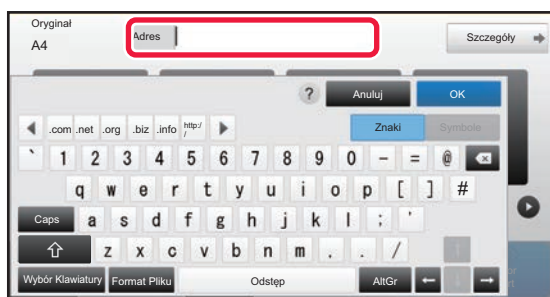 Oryginał
A4
Adres
Szczegóły
?
Anuluj
OK
.com .net .org .biz .info http:/
/
Znaki
Symbole
` 1 2 3 4 5 6 7 8 9 0 - = @
q w e r t y u i o p [ ] #
Caps a s d f g h j k l ; '
z x c v b n m , . /
Wybór Klawiatury Format Pliku Odstęp AltGr